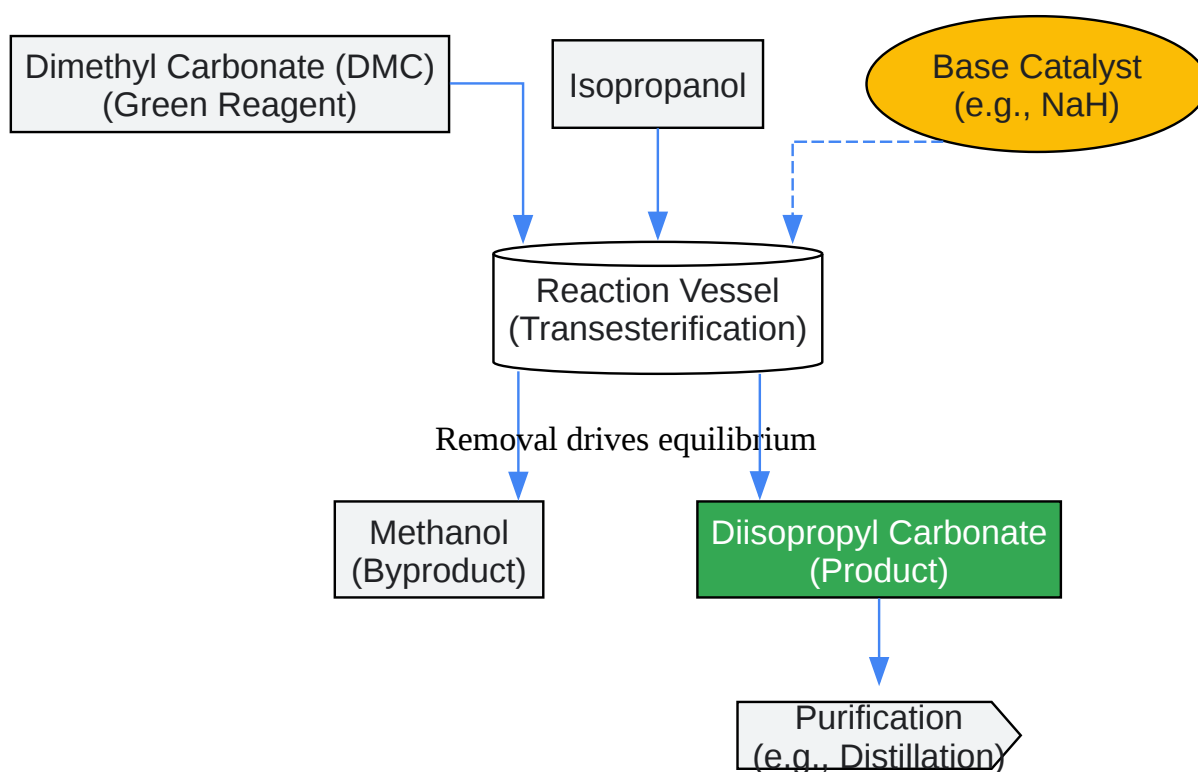 Dimethyl Carbonate (DMC)
(Green Reagent)
Isopropanol
Base Catalyst
(e.g., NaH)
Reaction Vessel
(Transesterification)
Removal drives equilibrium
Methanol
(Byproduct)
Diisopropyl Carbonate
(Product)
Purification
(e.g., Distillation)